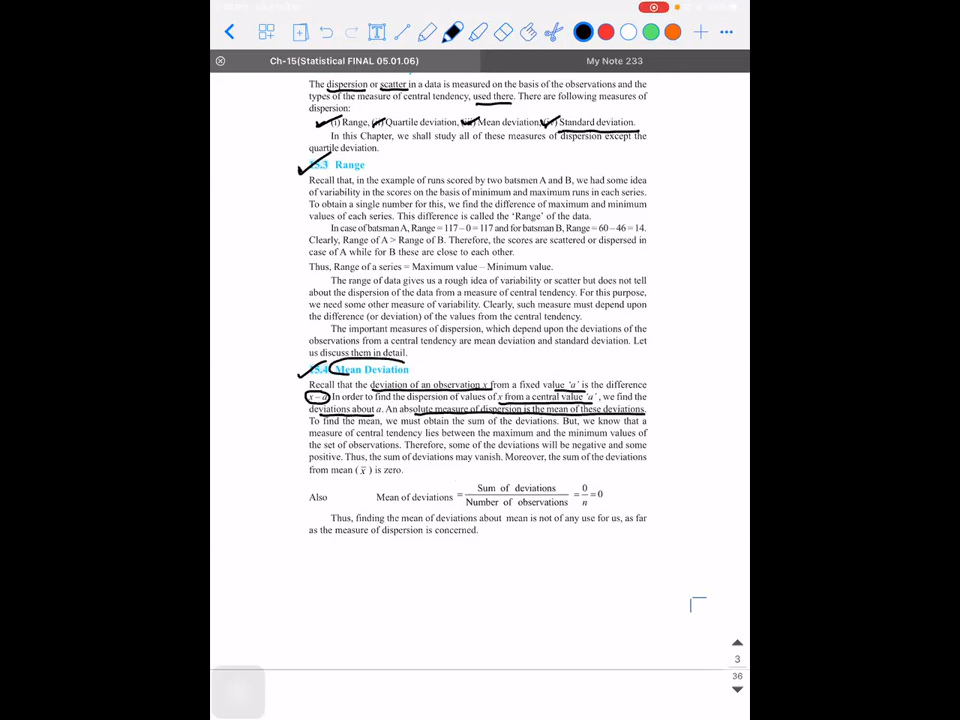 Ch-15(Statistical FINAL 05.01.06)
My Note 233
The dispersion or scatter in a data is measured on the basis of the observations and the
types of the measure of central tendency, used there. There are following measures of
dispersion:
(i) Range, (ii) Quartile deviation, (iii) Mean deviation, (iv) Standard deviation.
In this Chapter, we shall study all of these measures of dispersion except the
quartile deviation.
15.3 Range
Recall that, in the example of runs scored by two batsmen A and B, we had some idea
of variability in the scores on the basis of minimum and maximum runs in each series.
To obtain a single number for this, we find the difference of maximum and minimum
values of each series. This difference is called the ‘Range’ of the data.
In case of batsman A, Range = 117 – 0 = 117 and for batsman B, Range = 60 – 46 = 14.
Clearly, Range of A > Range of B. Therefore, the scores are scattered or dispersed in
case of A while for B these are close to each other.
Thus, Range of a series = Maximum value – Minimum value.
The range of data gives us a rough idea of variability or scatter but does not tell
about the dispersion of the data from a measure of central tendency. For this purpose,
we need some other measure of variability. Clearly, such measure must depend upon
the difference (or deviation) of the values from the central tendency.
The important measures of dispersion, which depend upon the deviations of the
observations from a central tendency are mean deviation and standard deviation. Let
us discuss them in detail.
15.4 Mean Deviation
Recall that the deviation of an observation x from a fixed value ‘a’ is the difference
x – a. In order to find the dispersion of values of x from a central value ‘a’ , we find the
deviations about a. An absolute measure of dispersion is the mean of these deviations.
To find the mean, we must obtain the sum of the deviations. But, we know that a
measure of central tendency lies between the maximum and the minimum values of
the set of observations. Therefore, some of the deviations will be negative and some
positive. Thus, the sum of deviations may vanish. Moreover, the sum of the deviations
from mean ( x̄ ) is zero.
Also Mean of deviations = Sum of deviations / Number of observations = 0 / n = 0
Thus, finding the mean of deviations about mean is not of any use for us, as far
as the measure of dispersion is concerned.
3
36